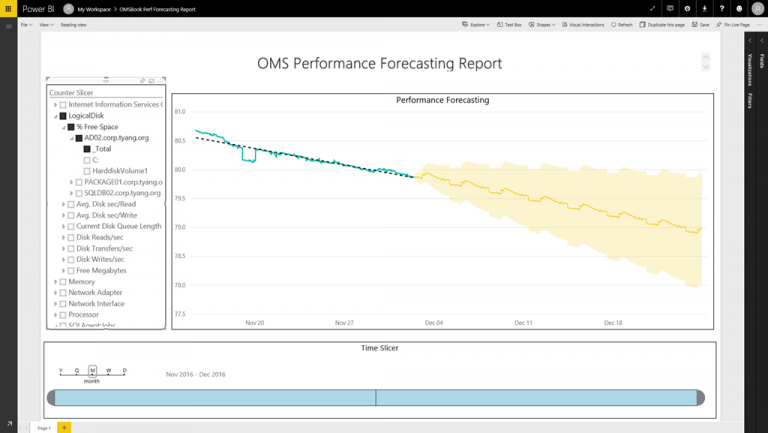 Power BI My Workspace > OMSBook Perf Forecasting Report
File View Reading view Explore Text Box Shapes Visual Interactions Refresh Duplicate this page Save Pin Live Page
OMS Performance Forecasting Report
Visualizations
Filters
Fields
Counter Slicer
Internet Information Services (
LogicalDisk
% Free Space
AD02.corp.tyang.org
_Total
C:
HarddiskVolume1
PACKAGE01.corp.tyang.o
SQLDB02.corp.tyang.org
Avg. Disk sec/Read
Avg. Disk sec/Write
Current Disk Queue Length
Disk Reads/sec
Disk Transfers/sec
Disk Writes/sec
Free Megabytes
Memory
Network Adapter
Network Interface
Processor
SQLAgent:Jobs
Performance Forecasting
81.0
80.5
80.0
79.5
79.0
78.5
78.0
77.5
Nov 20 Nov 27 Dec 04 Dec 11 Dec 18
Time Slicer
Y Q M W D
month
Nov 2016 - Dec 2016
Page 1 +